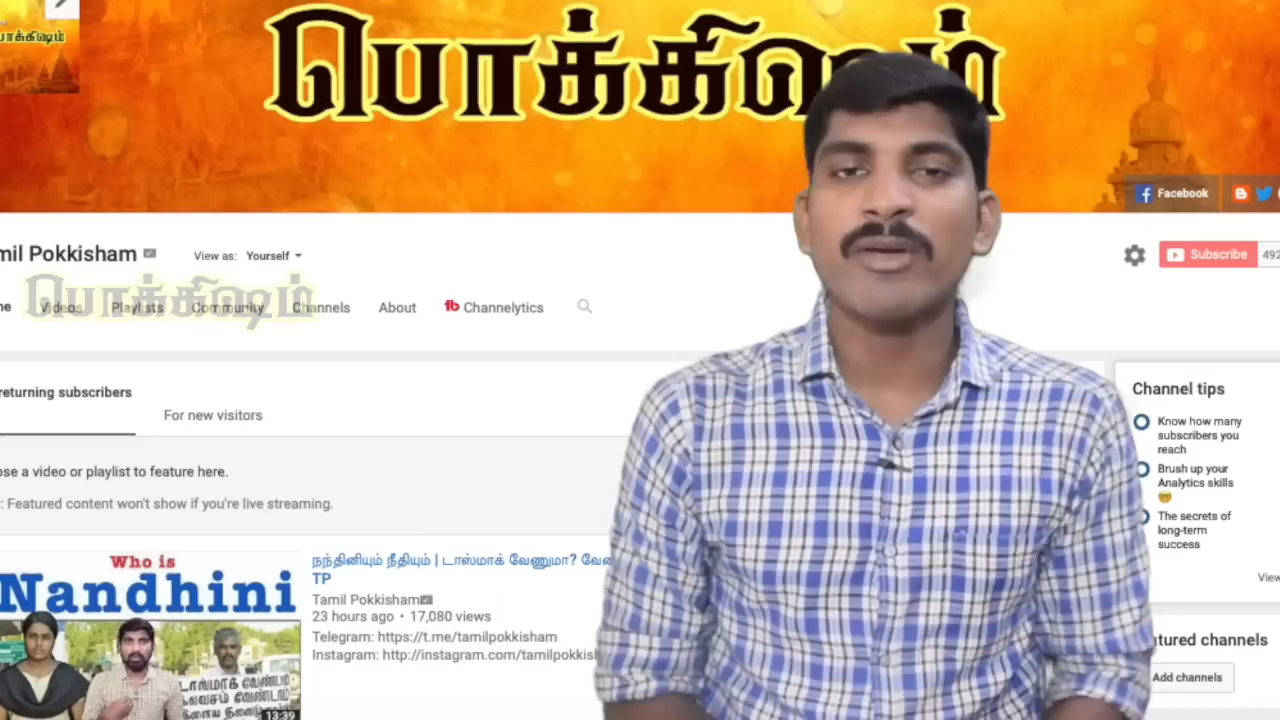 பொக்கிஷம்
Facebook
mil Pokkisham
View as: Yourself
Subscribe 492
பொக்கிஷம்
Videos Playlists Community Channels About Channelytics
returning subscribers
For new visitors
Channel tips
Know how many
subscribers you
reach
Brush up your
Analytics skills
The secrets of
long-term
success
View
ose a video or playlist to feature here.
: Featured content won't show if you're live streaming.
Who is
Nandhini
டாஸ்மாக் வேண்டாம்
13:39
நந்தினியும் நீதியும் | டாஸ்மாக் வேணுமா? வே
TP
Tamil Pokkisham
23 hours ago • 17,080 views
Telegram: https://t.me/tamilpokkisham
Instagram: http://instagram.com/tamilpokkish
tured channels
Add channels